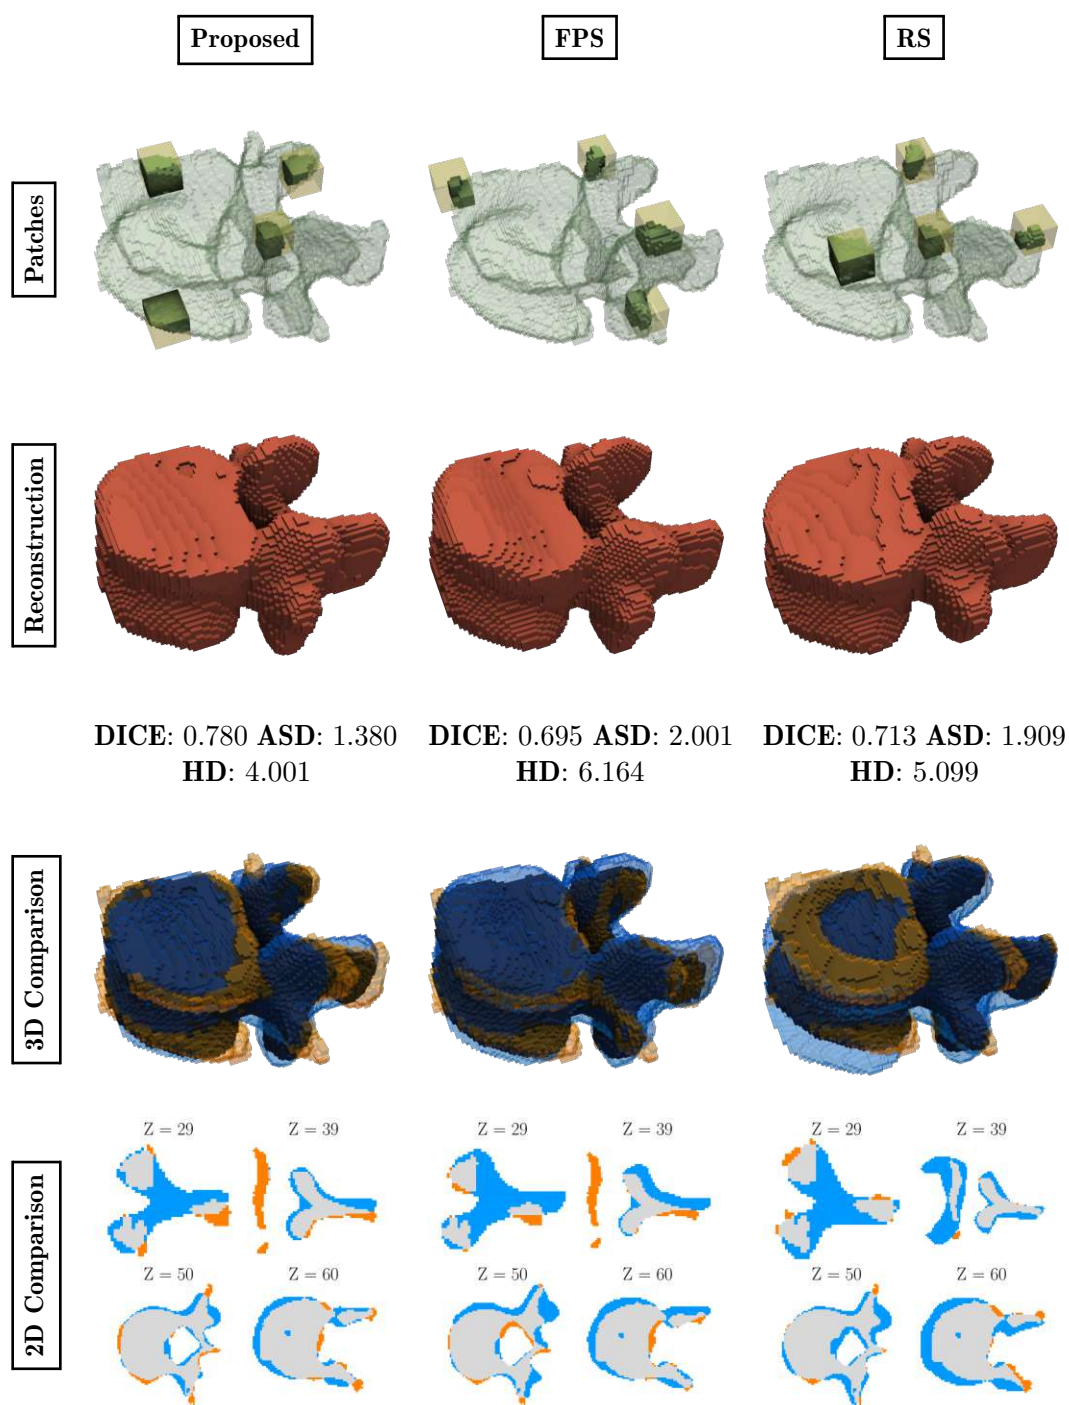 Proposed FPS RS
Patches
Reconstruction
DICE: 0.780 ASD: 1.380 DICE: 0.695 ASD: 2.001 DICE: 0.713 ASD: 1.909
HD: 4.001 HD: 6.164 HD: 5.099
3D Comparison
2D Comparison
Z = 29 Z = 39 Z = 29 Z = 39 Z = 29 Z = 39
Z = 50 Z = 60 Z = 50 Z = 60 Z = 50 Z = 60